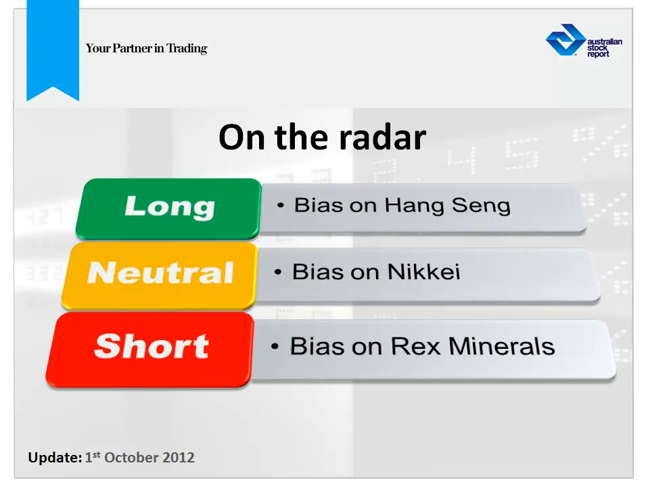 Your Partner in Trading
australian
stock
report
On the radar
Long
• Bias on Hang Seng
Neutral
• Bias on Nikkei
Short
• Bias on Rex Minerals
Update: 1st October 2012